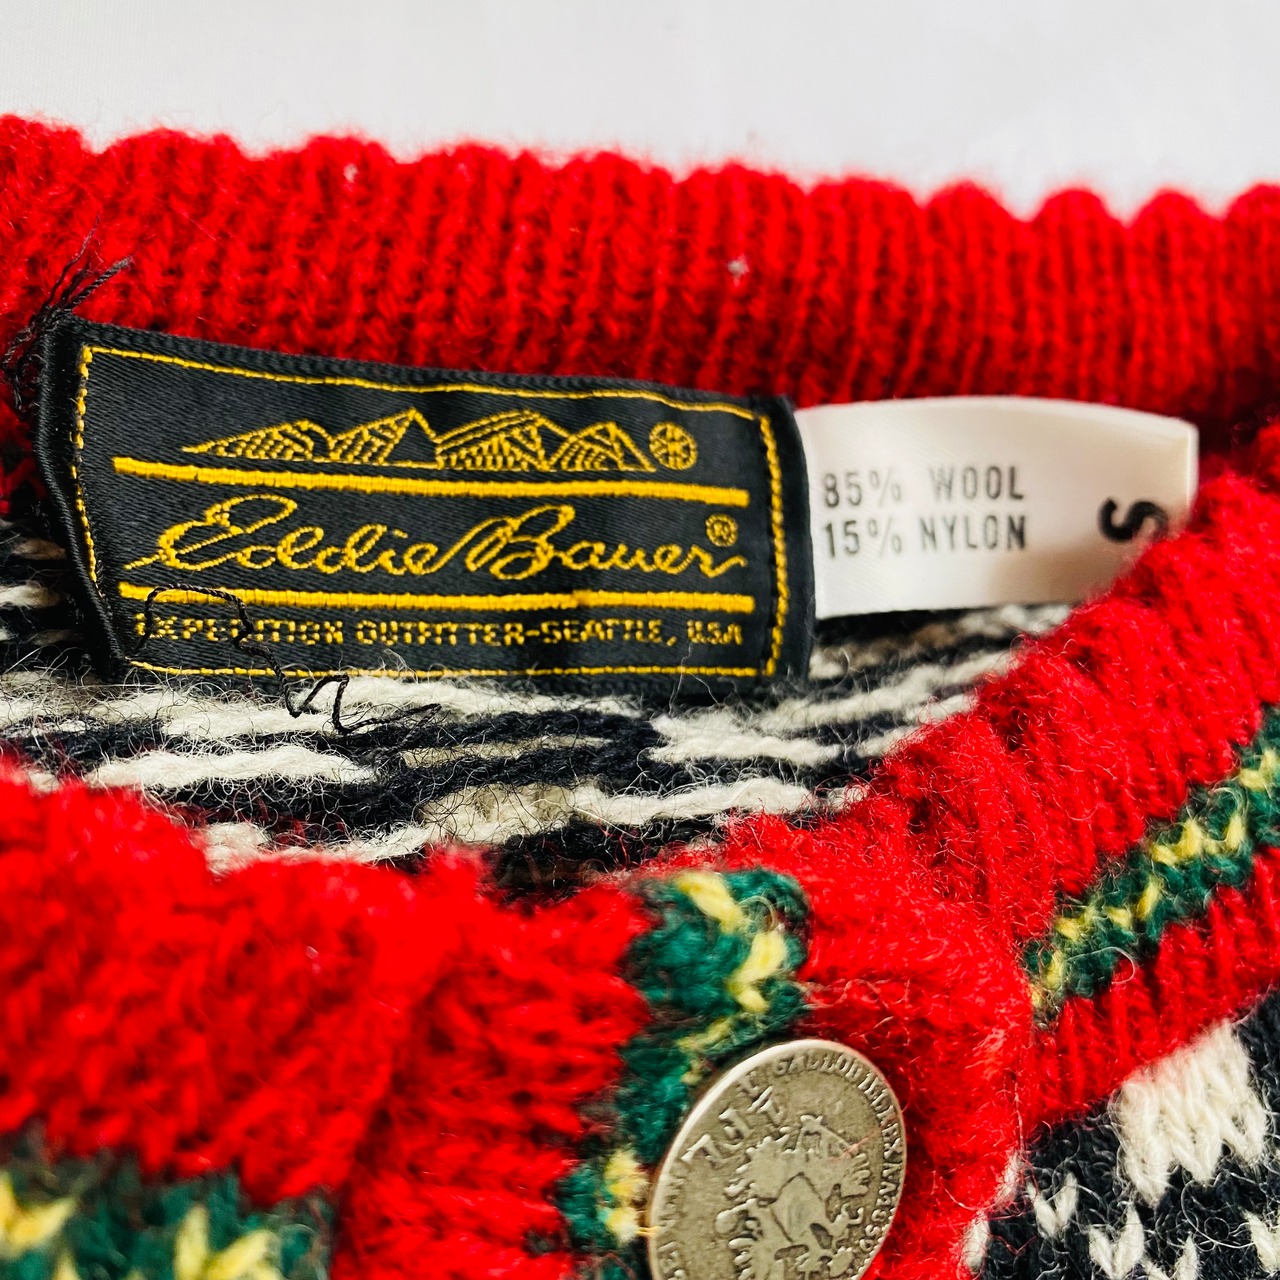 Eddie Bauer®
EXPEDITION OUTFITTER-SEATTLE, USA
85% WOOL
15% NYLON
S